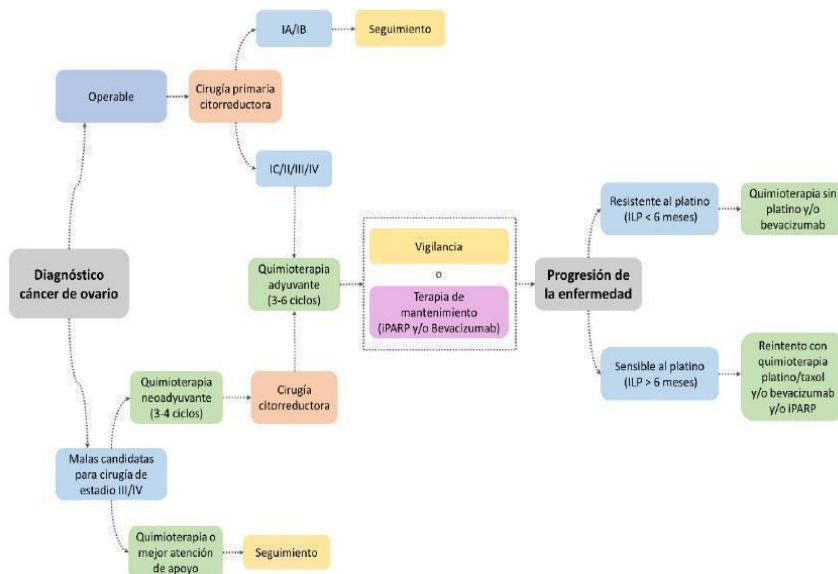 IA/IB
Seguimiento
Operable
Cirugía primaria
citorreductora
IC/II/III/IV
Diagnóstico
cáncer de ovario
Quimioterapia
adyuvante
(3-6 ciclos)
Vigilancia
o
Terapia de
mantenimiento
(iPARP y/o Bevacizumab)
Progresión de
la enfermedad
Resistente al platino
(ILP < 6 meses)
Quimioterapia sin
platino y/o
bevacizumab
Sensible al platino
(ILP > 6 meses)
Reintento con
quimioterapia
platino/taxol
y/o bevacizumab
y/o iPARP
Quimioterapia
neoadyuvante
(3-4 ciclos)
Cirugía
citorreductora
Malas candidatas
para cirugía de
estadio III/IV
Quimioterapia o
mejor atención
de apoyo
Seguimiento